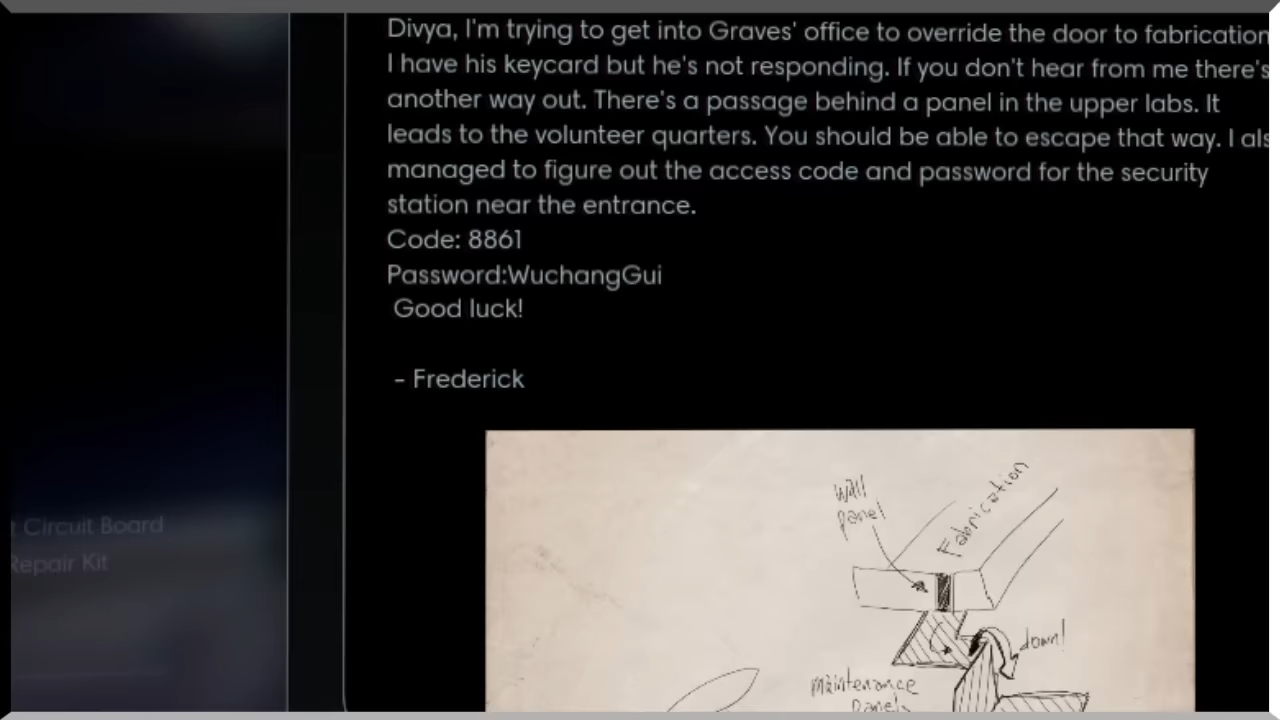 Divya, I'm trying to get into Graves' office to override the door to fabrication
I have his keycard but he's not responding. If you don't hear from me there's
another way out. There's a passage behind a panel in the upper labs. It
leads to the volunteer quarters. You should be able to escape that way. I als
managed to figure out the access code and password for the security
station near the entrance.
Code: 8861
Password:WuchangGui
Good luck!
- Frederick
t Circuit Board
Repair Kit
Wall
panel
Fabrication
down!
maintenance
panel